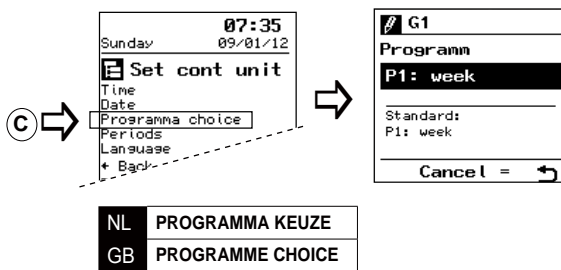 07:35
Sunday 09/01/12
Set cont unit
Time
Date
Programma choice
Periods
Language
← Back
C
G1
Programm
P1: week
Standard:
P1: week
Cancel =
NL PROGRAMMA KEUZE
GB PROGRAMME CHOICE